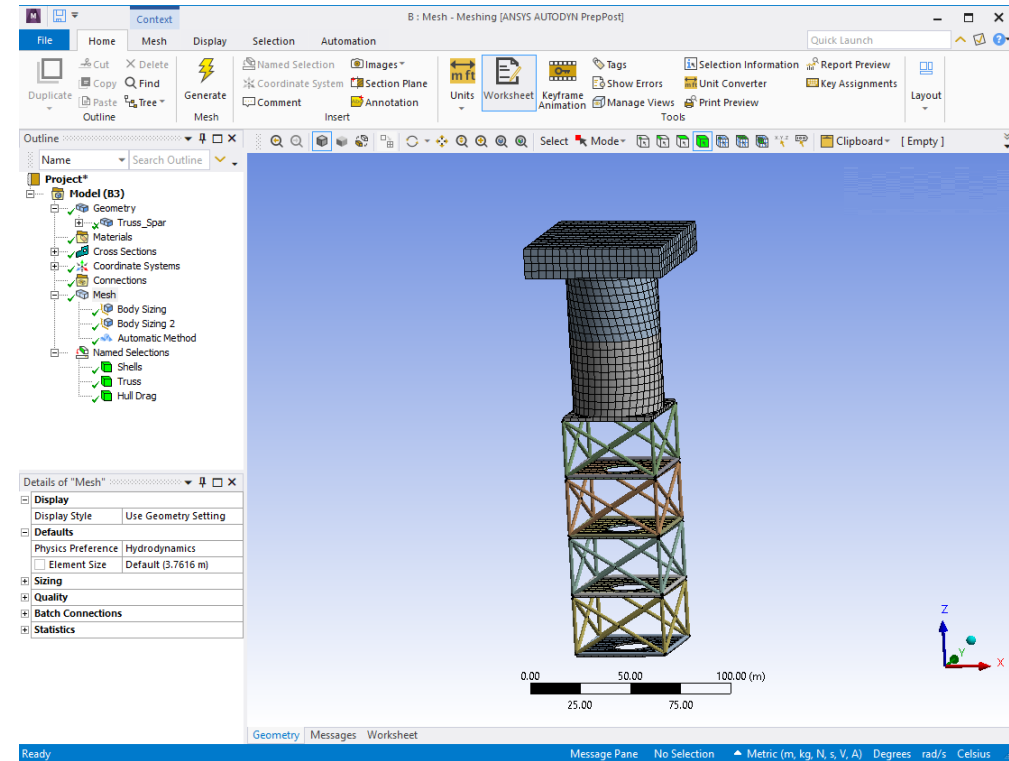 M
Context
B : Mesh - Meshing [ANSYS AUTODYN PrepPost]
File Home Mesh Display Selection Automation
Quick Launch
Duplicate
Cut
Copy
Paste
Delete
Find
Tree
Outline
Generate
Mesh
Named Selection
Coordinate System
Comment
Images
Section Plane
Annotation
Insert
mft
Units
Worksheet
Keyframe Animation
Tags
Show Errors
Manage Views
Selection Information
Unit Converter
Print Preview
Report Preview
Key Assignments
Tools
Layout
Select Mode Clipboard [ Empty ]
Outline
Name Search Outline
Project*
Model (B3)
Geometry
Truss_Spar
Materials
Cross Sections
Coordinate Systems
Connections
Mesh
Body Sizing
Body Sizing 2
Automatic Method
Named Selections
Shells
Truss
Hull Drag
Details of "Mesh"
Display
Display Style Use Geometry Setting
Defaults
Physics Preference Hydrodynamics
Element Size Default (3.7616 m)
Sizing
Quality
Batch Connections
Statistics
Z
Y
X
0.00 50.00 100.00 (m)
25.00 75.00
Geometry Messages Worksheet
Ready Message Pane No Selection Metric (m, kg, N, s, V, A) Degrees rad/s Celsius